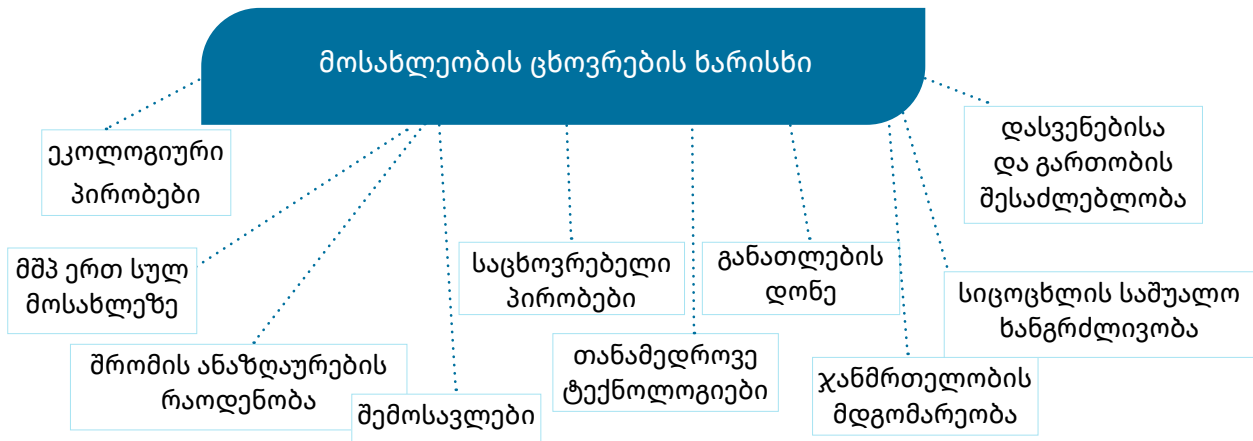 მოსახლეობის ცხოვრების ხარისხი
ეკოლოგიური
პირობები
მშპ ერთ სულ
მოსახლეზე
შრომის ანაზღაურების
რაოდენობა
შემოსავლები
საცხოვრებელი
პირობები
თანამედროვე
ტექნოლოგიები
განათლების
დონე
ჯანმრთელობის
მდგომარეობა
სიცოცხლის საშუალო
ხანგრძლივობა
დასვენებისა
და გართობის
შესაძლებლობა